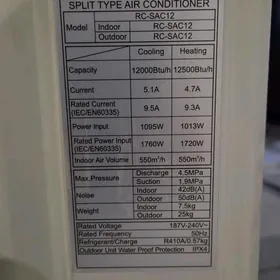 SPLIT TYPE AIR CONDITIONER
RC-SAC12
Model Indoor RC-SAC12
Outdoor RC-SAC12
Cooling Heating
Capacity 12000Btu/h 12500Btu/h
Current 5.1A 4.7A
Rated Current (IEC/EN60335) 9.5A 9.3A
Power Input 1095W 1013W
Rated Power Input (IEC/EN60335) 1760W 1720W
Indoor Air Volume 550m³/h 550m³/h
Max.Pressure Discharge 4.5MPa
Suction 1.9MPa
Noise Indoor 42dB(A)
Outdoor 50dB(A)
Weight Indoor 7.5kg
Outdoor 25kg
Rated Voltage 187V-240V~
Rated Frequency 50Hz
Refrigerant/Charge R410A/0.57kg
Outdoor Unit Water Proof Protection IPX4